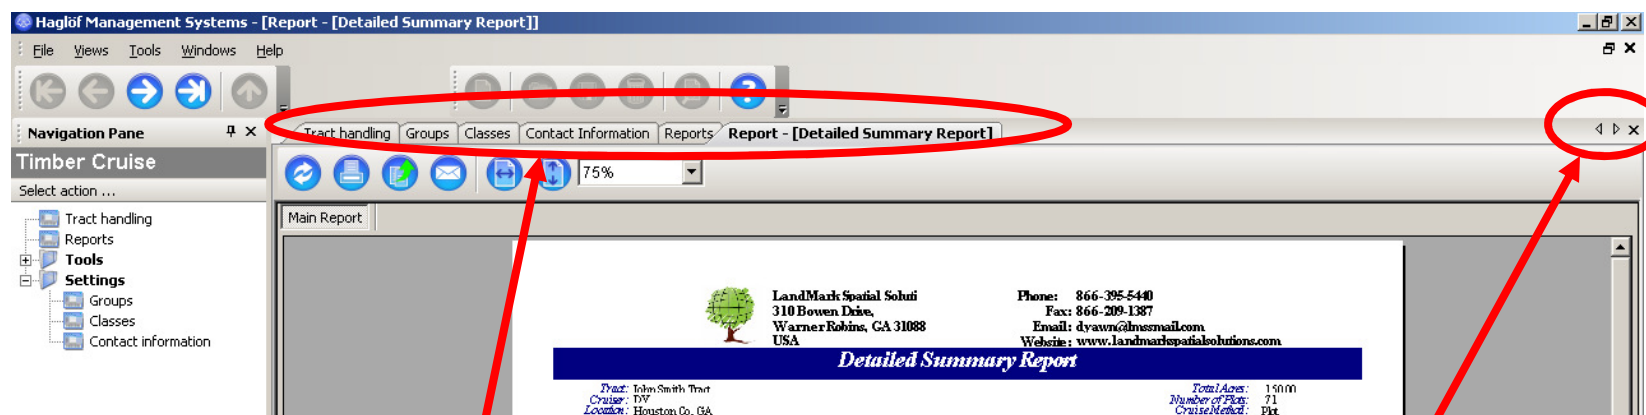 Haglöf Management Systems - [Report - [Detailed Summary Report]]
File Views Tools Windows Help
Navigation Pane
Tract handling Groups Classes Contact Information Reports Report - [Detailed Summary Report]
Timber Cruise
75%
Select action ...
Main Report
Tract handling
Reports
Tools
Settings
Groups
Classes
Contact information
LandMark Spatial Soluti
310 Bowen Drive,
Warner Robins, GA 31088
USA
Phone: 866-395-5440
Fax: 866-209-1387
Email: dyawn@lmssmail.com
Website: www.landmarkspatialsolutions.com
Detailed Summary Report
Tract: John Smith Tract
Cruiser: DY
Location: Houston Co. GA
Total Acres: 150.00
Number of Plots: 71
Cruise Method: Plot